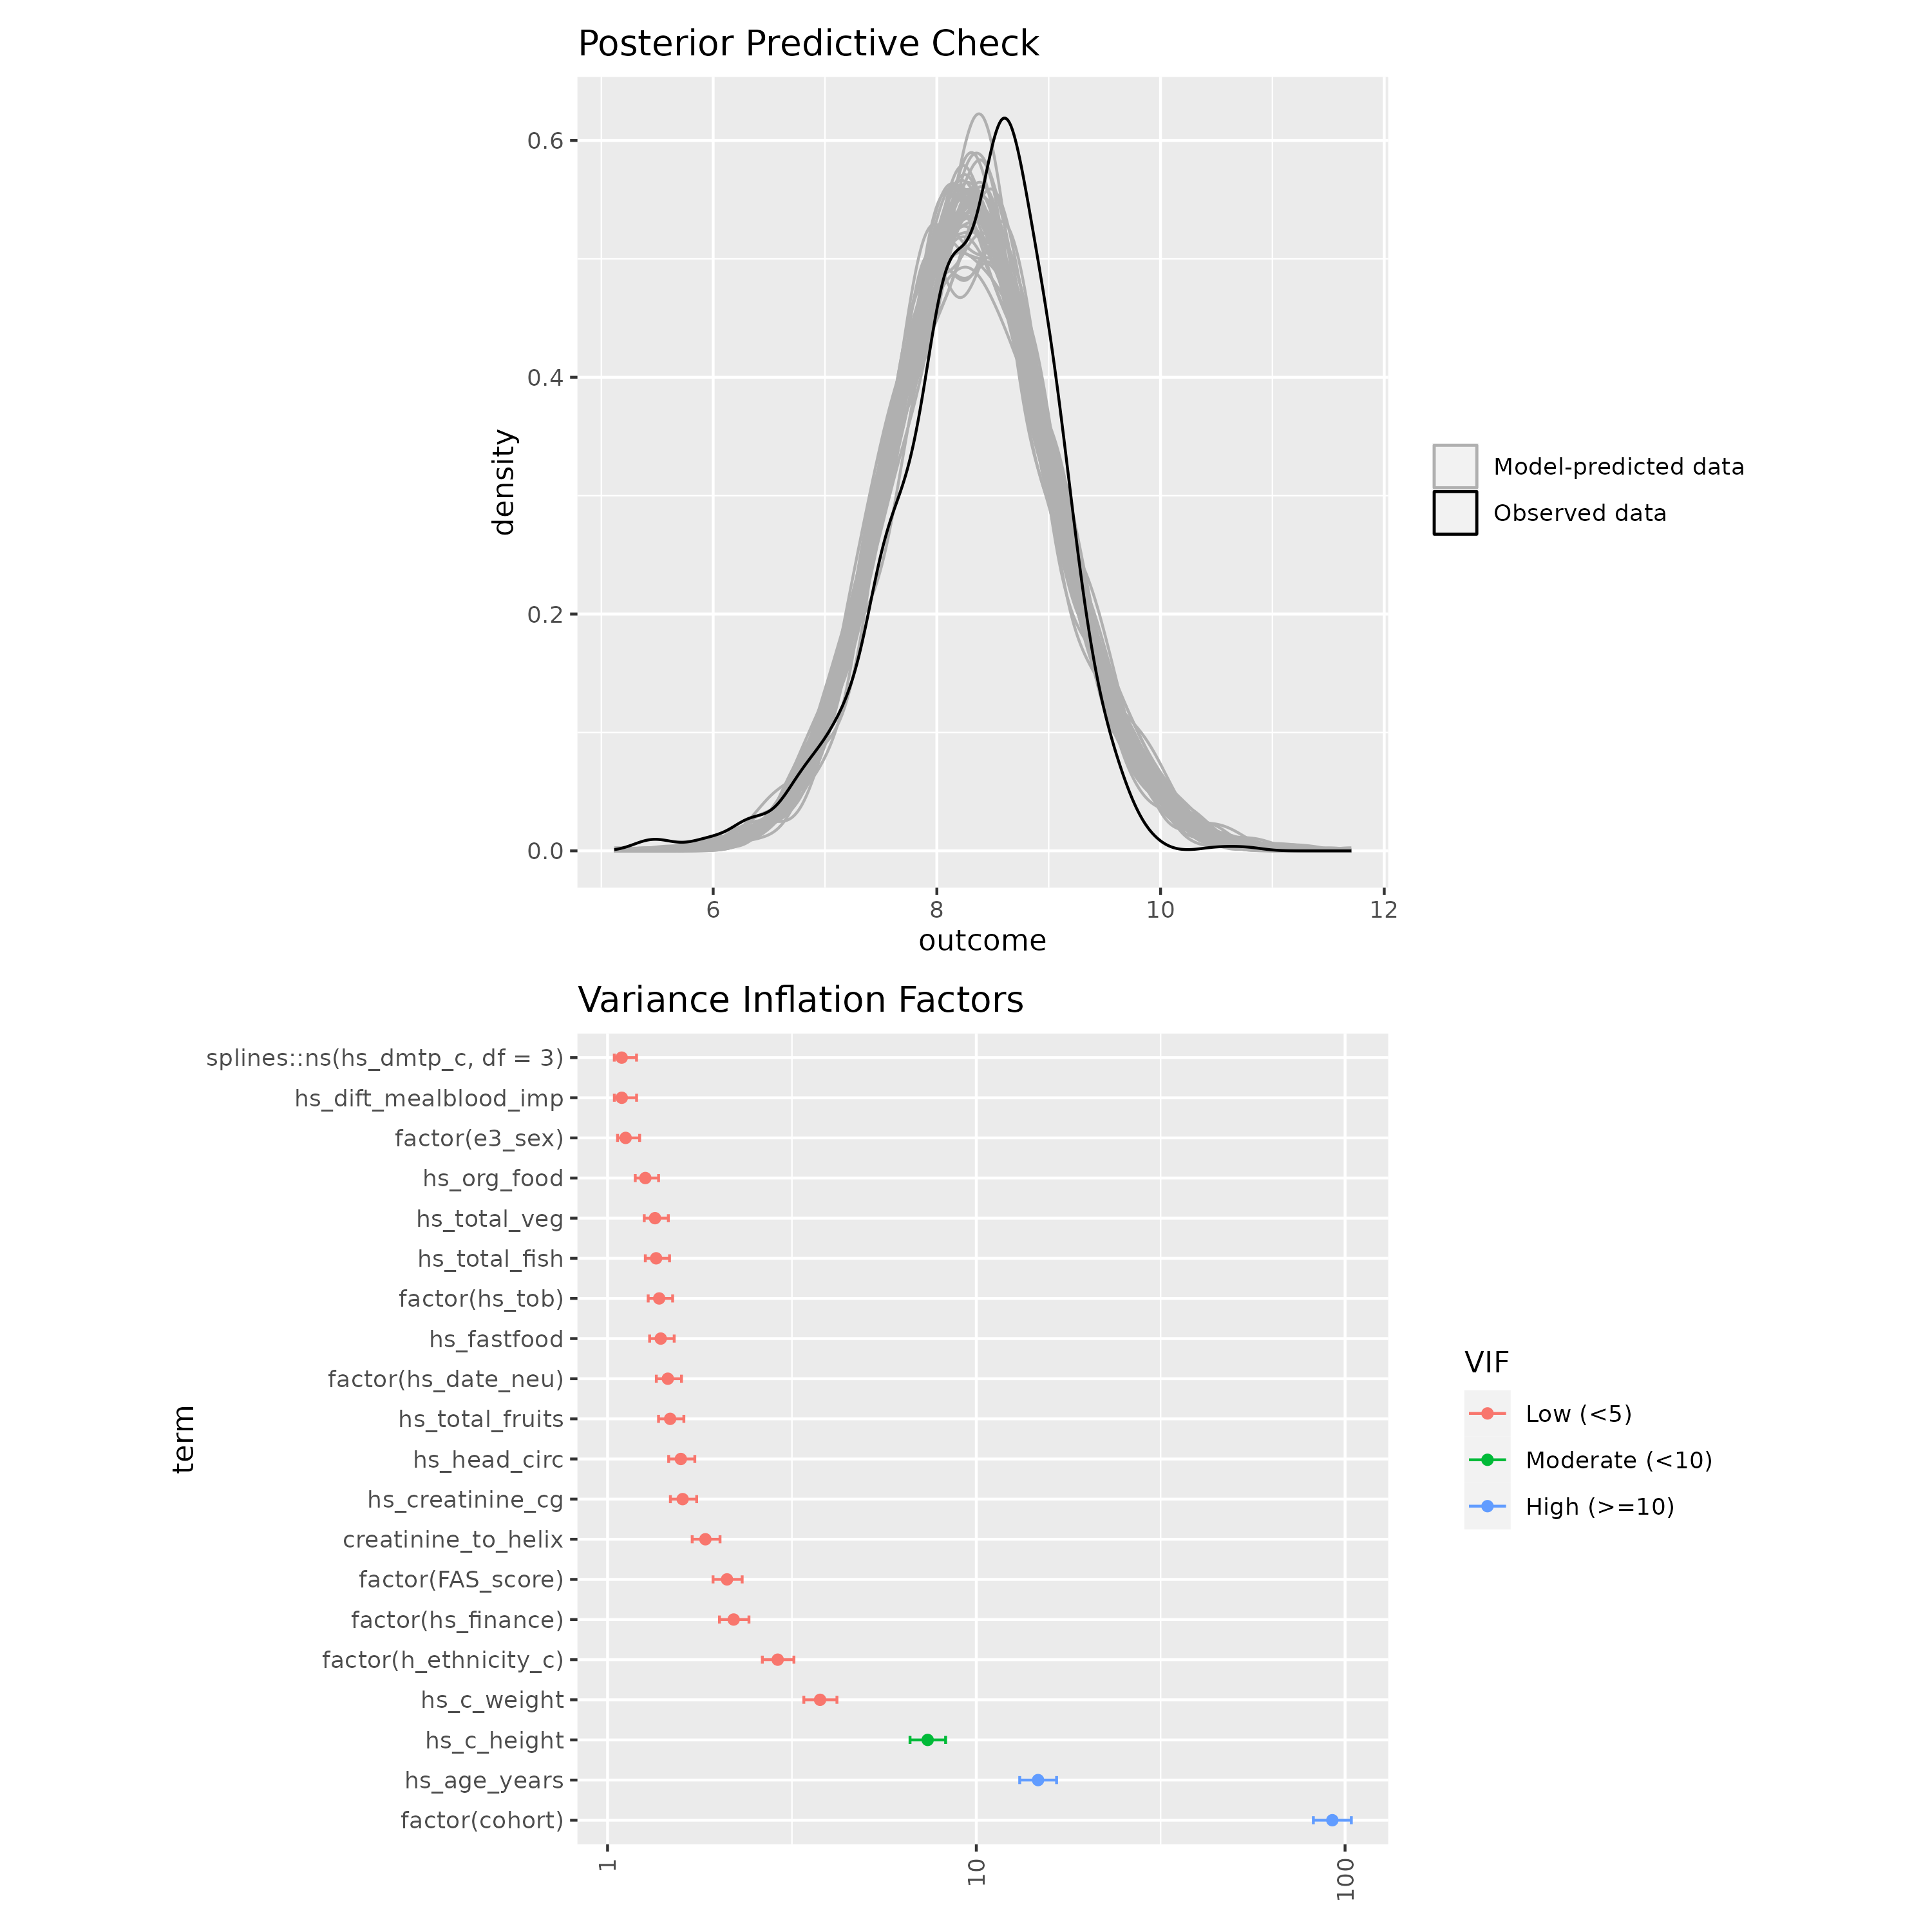 Posterior Predictive Check
0.6
0.4
0.2
0.0
density
6
8
10
12
outcome
Model-predicted data
Observed data
Variance Inflation Factors
splines::ns(hs_dmtp_c, df = 3)
hs_dift_mealblood_imp
factor(e3_sex)
hs_org_food
hs_total_veg
hs_total_fish
factor(hs_tob)
hs_fastfood
factor(hs_date_neu)
hs_total_fruits
hs_head_circ
hs_creatinine_cg
creatinine_to_helix
factor(FAS_score)
factor(hs_finance)
factor(h_ethnicity_c)
hs_c_weight
hs_c_height
hs_age_years
factor(cohort)
term
1
10
100
VIF
Low (<5)
Moderate (<10)
High (>=10)